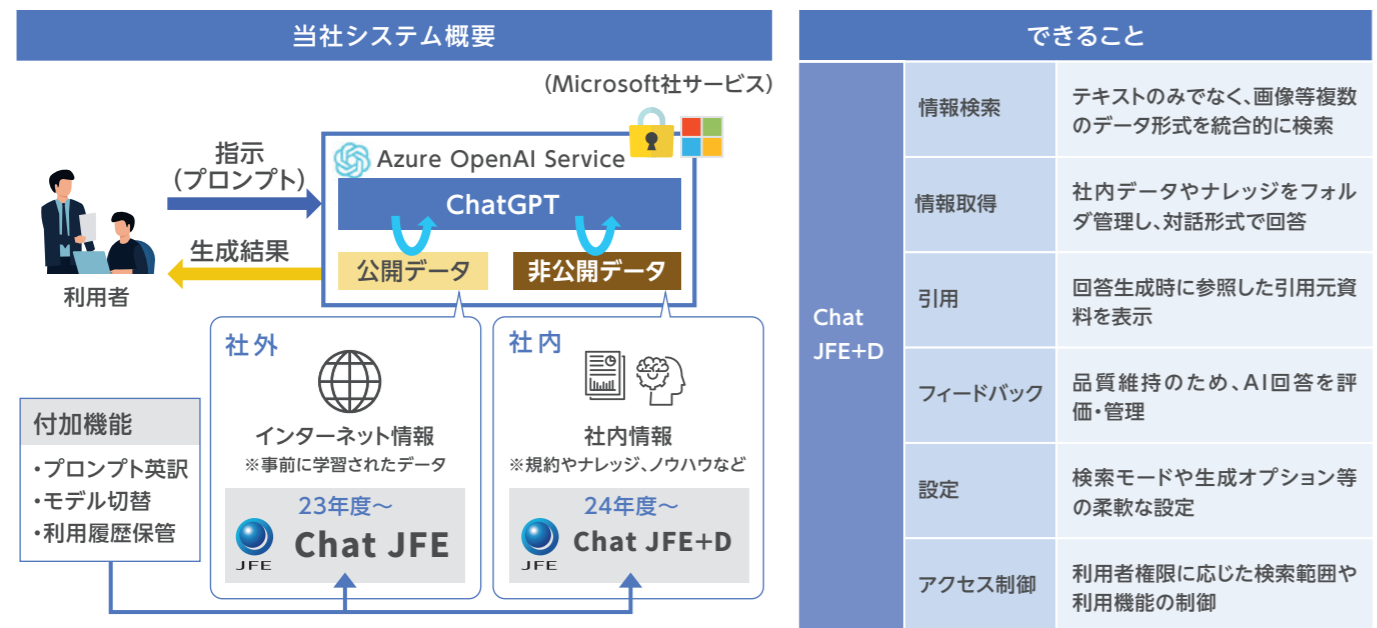 当社システム概要
（Microsoft社サービス）
指示
（プロンプト）
Azure OpenAI Service
ChatGPT
生成結果
公開データ
非公開データ
利用者
社外
インターネット情報
※事前に学習されたデータ
23年度～
JFE
Chat JFE
社内
社内情報
※規約やナレッジ、ノウハウなど
24年度～
JFE
Chat JFE+D
付加機能
・プロンプト英訳
・モデル切替
・利用履歴保管
できること
Chat
JFE+D
情報検索
テキストのみでなく、画像等複数
のデータ形式を統合的に検索
情報取得
社内データやナレッジをフォル
ダ管理し、対話形式で回答
引用
回答生成時に参照した引用元資
料を表示
フィードバック
品質維持のため、AI回答を評
価・管理
設定
検索モードや生成オプション等
の柔軟な設定
アクセス制御
利用者権限に応じた検索範囲や
利用機能の制御